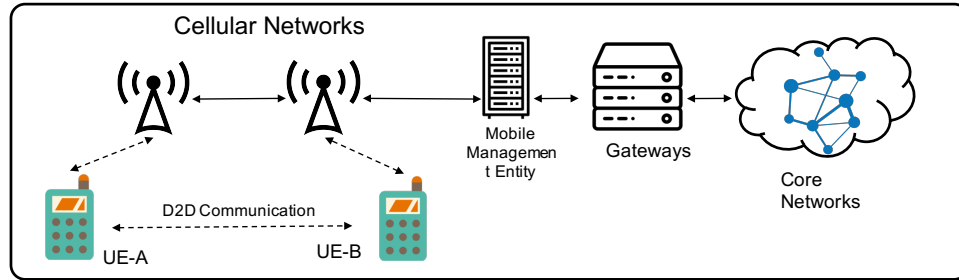 Cellular Networks
Mobile
Managemen
t Entity
Gateways
Core
Networks
D2D Communication
UE-A
UE-B